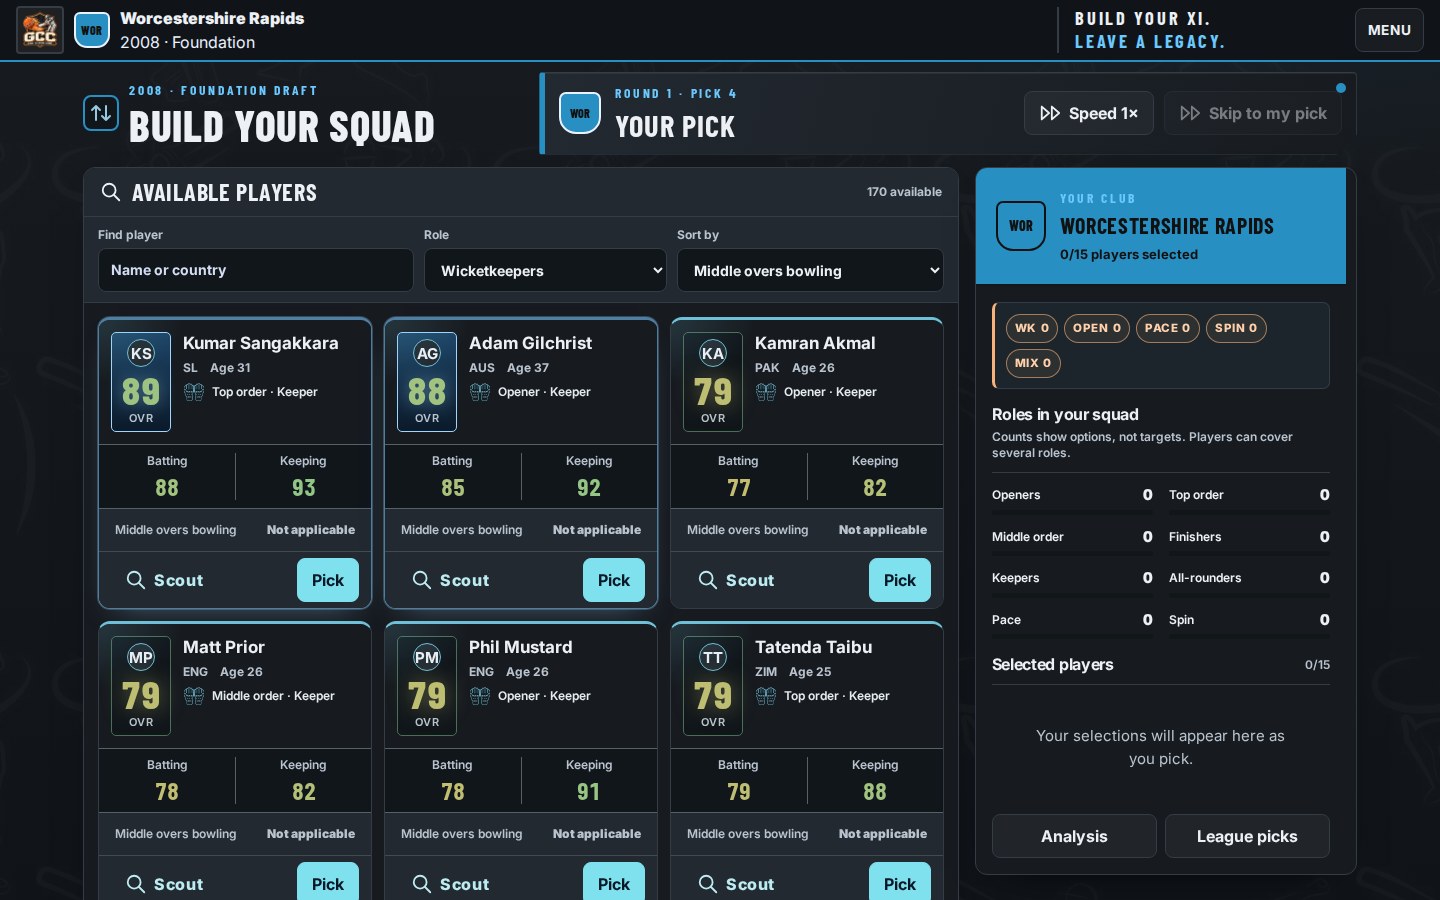 GCC
WOR
Worcestershire Rapids
2008 · Foundation
BUILD YOUR XI.
LEAVE A LEGACY.
MENU
2008 · FOUNDATION DRAFT
BUILD YOUR SQUAD
WOR
ROUND 1 · PICK 4
YOUR PICK
Speed 1×
Skip to my pick
AVAILABLE PLAYERS
170 available
Find player
Role
Sort by
Name or country
Wicketkeepers
Middle overs bowling
KS
89
OVR
Kumar Sangakkara
SL Age 31
Top order · Keeper
Batting
88
Keeping
93
Middle overs bowling
Not applicable
Scout
Pick
AG
88
OVR
Adam Gilchrist
AUS Age 37
Opener · Keeper
Batting
85
Keeping
92
Middle overs bowling
Not applicable
Scout
Pick
KA
79
OVR
Kamran Akmal
PAK Age 26
Opener · Keeper
Batting
77
Keeping
82
Middle overs bowling
Not applicable
Scout
Pick
MP
79
OVR
Matt Prior
ENG Age 26
Middle order · Keeper
Batting
78
Keeping
82
Middle overs bowling
Not applicable
Scout
Pick
PM
79
OVR
Phil Mustard
ENG Age 26
Opener · Keeper
Batting
78
Keeping
91
Middle overs bowling
Not applicable
Scout
Pick
TT
79
OVR
Tatenda Taibu
ZIM Age 25
Top order · Keeper
Batting
79
Keeping
88
Middle overs bowling
Not applicable
Scout
Pick
WOR
YOUR CLUB
WORCESTERSHIRE RAPIDS
0/15 players selected
WK 0
OPEN 0
PACE 0
SPIN 0
MIX 0
Roles in your squad
Counts show options, not targets. Players can cover
several roles.
Openers 0
Top order 0
Middle order 0
Finishers 0
Keepers 0
All-rounders 0
Pace 0
Spin 0
Selected players
0/15
Your selections will appear here as
you pick.
Analysis
League picks